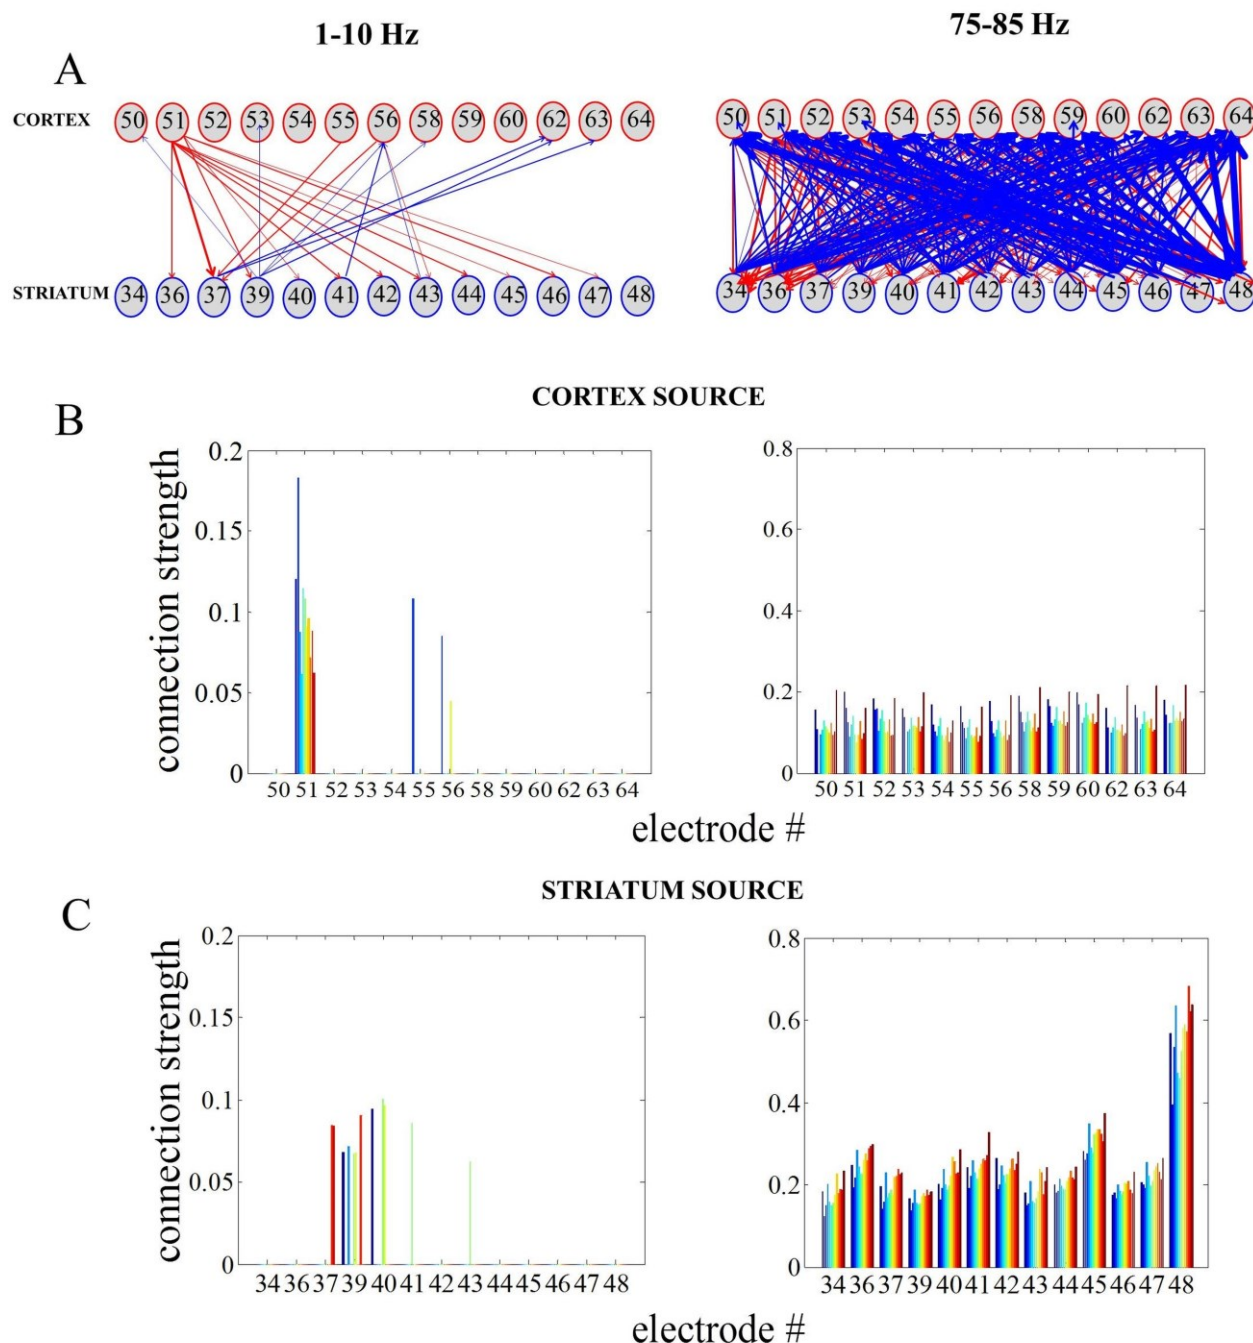 1-10 Hz 75-85 Hz
A
CORTEX 50 51 52 53 54 55 56 58 59 60 62 63 64 50 51 52 53 54 55 56 58 59 60 62 63 64
STRIATUM 34 36 37 39 40 41 42 43 44 45 46 47 48 34 36 37 39 40 41 42 43 44 45 46 47 48
CORTEX SOURCE
B
connection strength
0.2
0.15
0.1
0.05
0
50 51 52 53 54 55 56 58 59 60 62 63 64
0.8
0.6
0.4
0.2
0
50 51 52 53 54 55 56 58 59 60 62 63 64
electrode #
STRIATUM SOURCE
C
connection strength
0.2
0.15
0.1
0.05
0
34 36 37 39 40 41 42 43 44 45 46 47 48
0.8
0.6
0.4
0.2
0
34 36 37 39 40 41 42 43 44 45 46 47 48
electrode #